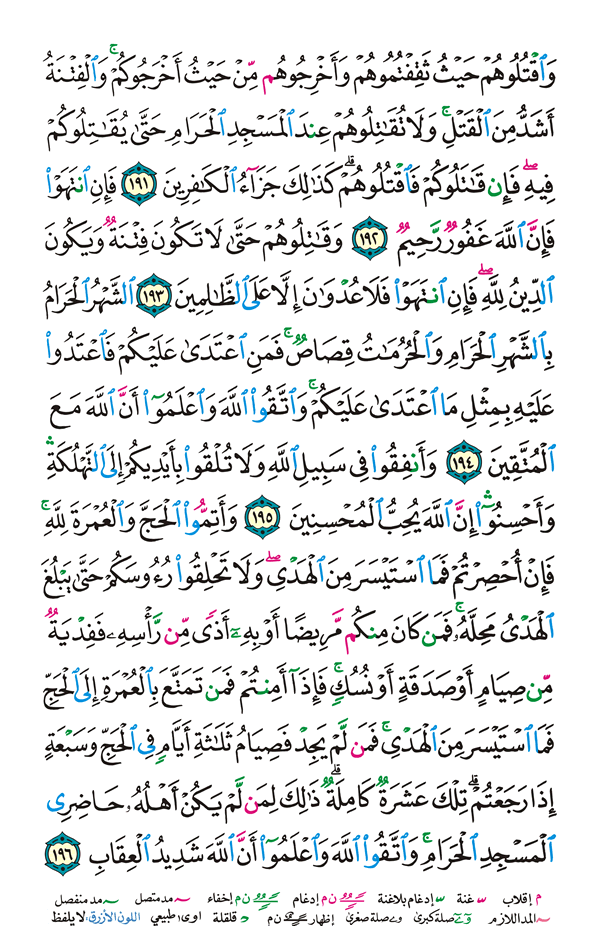 وَٱقْتُلُوهُمْ حَيْثُ ثَقِفْتُمُوهُمْ وَأَخْرِجُوهُم مِّنْ حَيْثُ أَخْرَجُوكُمْ ۚ وَٱلْفِتْنَةُ
أَشَدُّ مِنَ ٱلْقَتْلِ ۚ وَلَا تُقَٰتِلُوهُمْ عِندَ ٱلْمَسْجِدِ ٱلْحَرَامِ حَتَّىٰ يُقَٰتِلُوكُمْ
فِيهِ ۖ فَإِن قَٰتَلُوكُمْ فَٱقْتُلُوهُمْ ۗ كَذَٰلِكَ جَزَآءُ ٱلْكَٰفِرِينَ ١٩١ فَإِنِ ٱنتَهَوْا۟
فَإِنَّ ٱللَّهَ غَفُورٌ رَّحِيمٌ ١٩٢ وَقَٰتِلُوهُمْ حَتَّىٰ لَا تَكُونَ فِتْنَةٌ وَيَكُونَ
ٱلدِّينُ لِلَّهِ ۖ فَإِنِ ٱنتَهَوْا۟ فَلَا عُدْوَٰنَ إِلَّا عَلَى ٱلظَّٰلِمِينَ ١٩٣ ٱلشَّهْرُ ٱلْحَرَامُ
بِٱلشَّهْرِ ٱلْحَرَامِ وَٱلْحُرُمَٰتُ قِصَاصٌ ۚ فَمَنِ ٱعْتَدَىٰ عَلَيْكُمْ فَٱعْتَدُوا۟
عَلَيْهِ بِمِثْلِ مَا ٱعْتَدَىٰ عَلَيْكُمْ ۚ وَٱتَّقُوا۟ ٱللَّهَ وَٱعْلَمُوٓا۟ أَنَّ ٱللَّهَ مَعَ
ٱلْمُتَّقِينَ ١٩٤ وَأَنفِقُوا۟ فِى سَبِيلِ ٱللَّهِ وَلَا تُلْقُوا۟ بِأَيْدِيكُمْ إِلَى ٱلتَّهْلُكَةِ ۛ
وَأَحْسِنُوٓا۟ ۛ إِنَّ ٱللَّهَ يُحِبُّ ٱلْمُحْسِنِينَ ١٩٥ وَأَتِمُّوا۟ ٱلْحَجَّ وَٱلْعُمْرَةَ لِلَّهِ ۚ
فَإِنْ أُحْصِرْتُمْ فَمَا ٱسْتَيْسَرَ مِنَ ٱلْهَدْىِ ۖ وَلَا تَحْلِقُوا۟ رُءُوسَكُمْ حَتَّىٰ يَبْلُغَ
ٱلْهَدْىُ مَحِلَّهُۥ ۚ فَمَن كَانَ مِنكُم مَّرِيضًا أَوْ بِهِۦٓ أَذًى مِّن رَّأْسِهِۦ فَفِدْيَةٌ
مِّن صِيَامٍ أَوْ صَدَقَةٍ أَوْ نُسُكٍ ۚ فَإِذَآ أَمِنتُمْ فَمَن تَمَتَّعَ بِٱلْعُمْرَةِ إِلَى ٱلْحَجِّ
فَمَا ٱسْتَيْسَرَ مِنَ ٱلْهَدْىِ ۚ فَمَن لَّمْ يَجِدْ فَصِيَامُ ثَلَٰثَةِ أَيَّامٍ فِى ٱلْحَجِّ وَسَبْعَةٍ
إِذَا رَجَعْتُمْ ۗ تِلْكَ عَشَرَةٌ كَامِلَةٌ ۗ ذَٰلِكَ لِمَن لَّمْ يَكُنْ أَهْلُهُۥ حَاضِرِى
ٱلْمَسْجِدِ ٱلْحَرَامِ ۚ وَٱتَّقُوا۟ ٱللَّهَ وَٱعْلَمُوٓا۟ أَنَّ ٱللَّهَ شَدِيدُ ٱلْعِقَابِ ١٩٦
م إقلاب غنة ن م إدغام إدغام بلاغنة ن م إخفاء مد متصل مد منفصل
المد اللازم صلة كبرى صلة صغرى إظهار ن م قلقلة اوى طبيعي اللون الأزرق: لا يلفظ